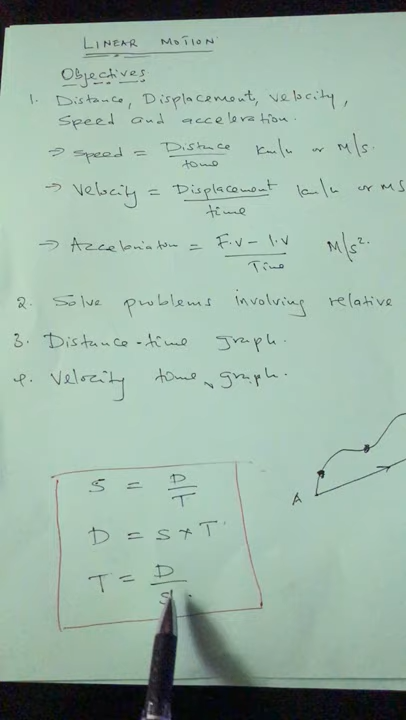 LINEAR MOTION
Objectives
1. Distance, Displacement, velocity,
Speed and acceleration.
→ Speed = Distance / time km/h or M/s.
→ Velocity = Displacement / time km/h or MS
→ = F.V - I.V / Time M/s².
2. Solve problems involving relative
3. Distance-time graph.
4. Velocity time graph.
A
S = D / T
D = S × T
T = D / S